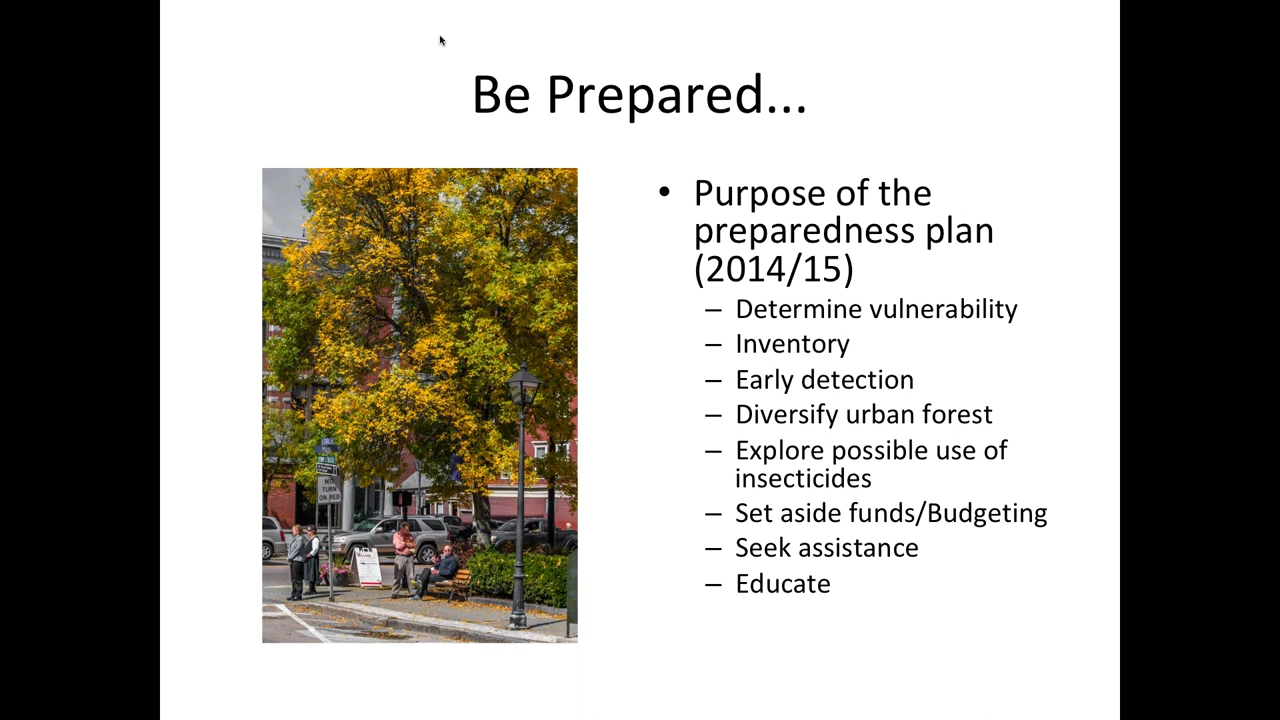 Be Prepared...
• Purpose of the
preparedness plan
(2014/15)
– Determine vulnerability
– Inventory
– Early detection
– Diversify urban forest
– Explore possible use of
insecticides
– Set aside funds/Budgeting
– Seek assistance
– Educate
NO
TURN
ON RED